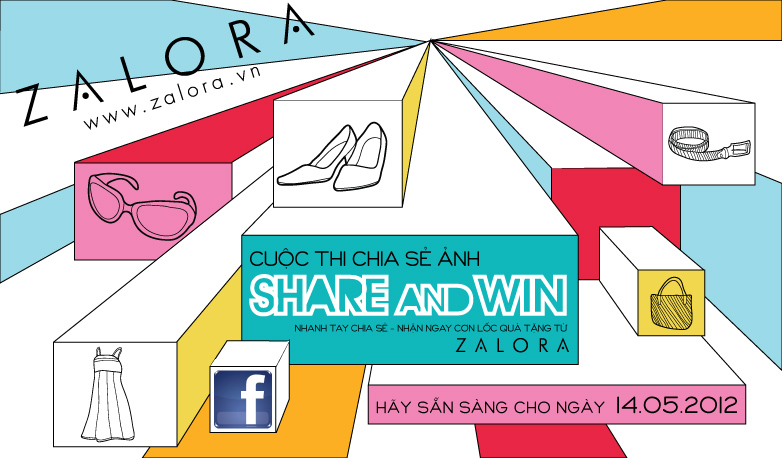 ZALORA
www.zalora.vn
CUỘC THI CHIA SẺ ẢNH
SHARE AND WIN
NHANH TAY CHIA SẺ - NHẬN NGAY CƠN LỐC QUÀ TẶNG TỪ
ZALORA
f
HÃY SẴN SÀNG CHO NGÀY 14.05.2012